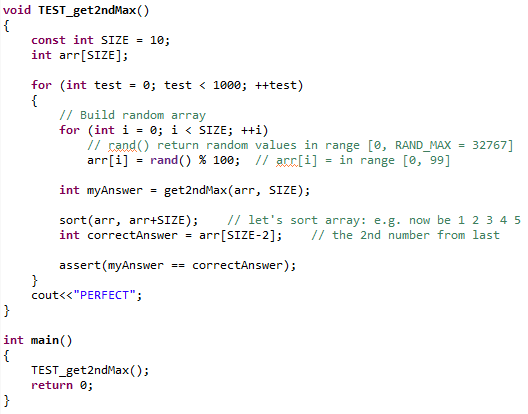 void TEST_get2ndMax()
{
    const int SIZE = 10;
    int arr[SIZE];

    for (int test = 0; test < 1000; ++test)
    {
        // Build random array
        for (int i = 0; i < SIZE; ++i)
            // rand() return random values in range [0, RAND_MAX = 32767]
            arr[i] = rand() % 100;  // arr[i] = in range [0, 99]

        int myAnswer = get2ndMax(arr, SIZE);

        sort(arr, arr+SIZE);    // let's sort array: e.g. now be 1 2 3 4 5
        int correctAnswer = arr[SIZE-2];    // the 2nd number from last

        assert(myAnswer == correctAnswer);
    }
    cout<<"PERFECT";
}

int main()
{
    TEST_get2ndMax();
    return 0;
}